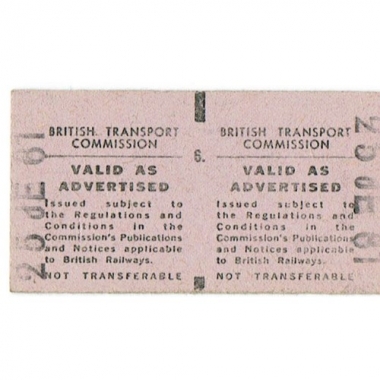 BRITISH TRANSPORT
COMMISSION
VALID AS
ADVERTISED
Issued subject to
the Regulations and
Conditions in the
Commission's Publications
and Notices applicable
to British Railways.
NOT TRANSFERABLE
6.
BRITISH TRANSPORT
COMMISSION
VALID AS
ADVERTISED
Issued subject to
the Regulations and
Conditions in the
Commission's Publications
and Notices applicable
to British Railways.
NOT TRANSFERABLE